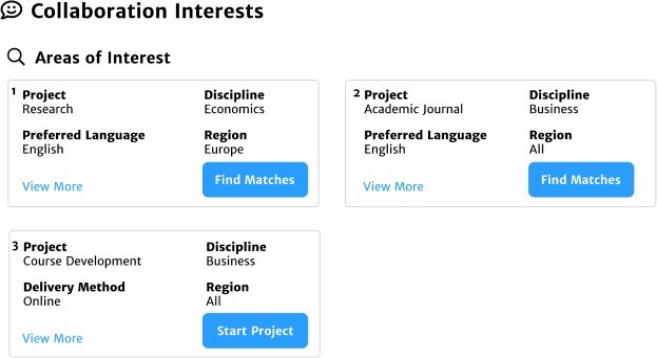 Collaboration Interests
Areas of Interest
1 Project Discipline
Research Economics
Preferred Language Region
English Europe
View More Find Matches
2 Project Discipline
Academic Journal Business
Preferred Language Region
English All
View More Find Matches
3 Project Discipline
Course Development Business
Delivery Method Region
Online All
View More Start Project